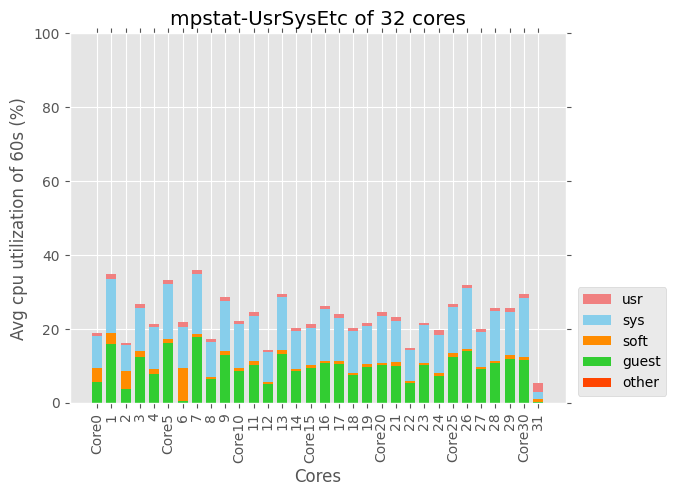 mpstat-UsrSysEtc of 32 cores
Avg cpu utilization of 60s (%)
100
80
60
40
20
0
Core0
1
2
3
4
Core5
6
7
8
9
Core10
11
12
13
14
Core15
16
17
18
19
Core20
21
22
23
24
Core25
26
27
28
29
Core30
31
Cores
usr
sys
soft
guest
other